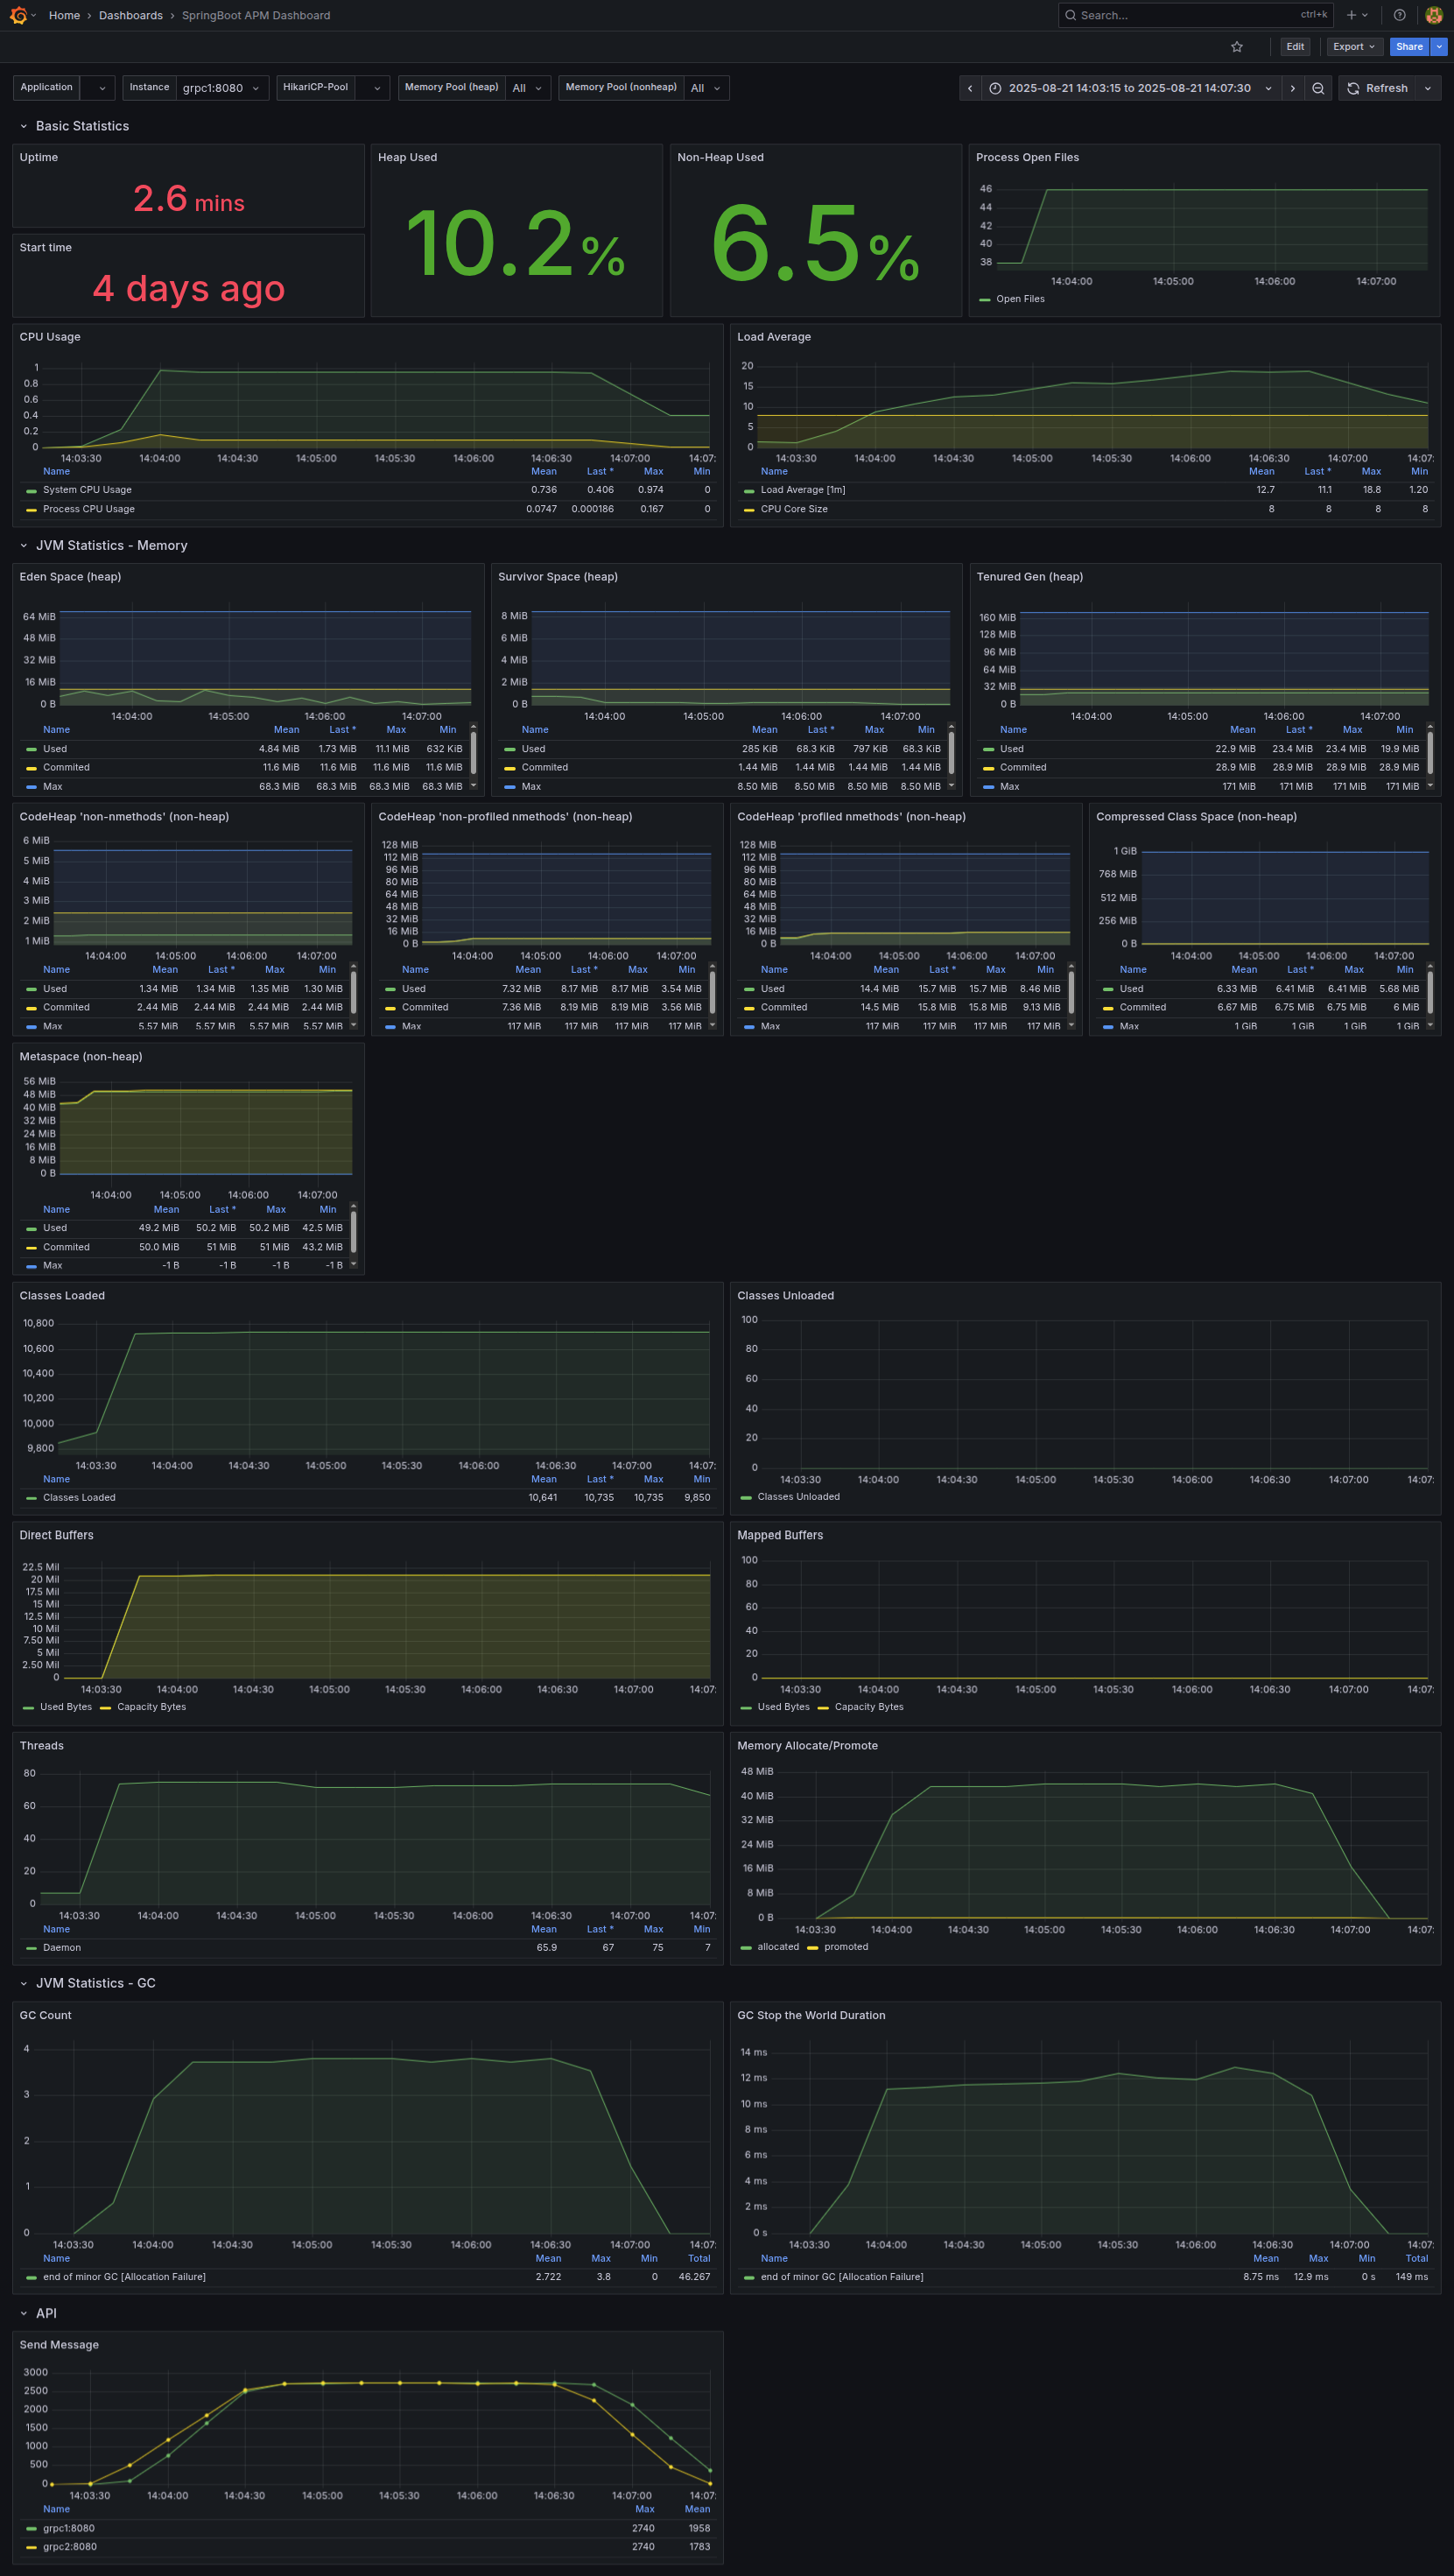 Home › Dashboards › SpringBoot APM Dashboard Search... ctrl+k
Edit Export Share
Application Instance grpc1:8080 HikariCP-Pool Memory Pool (heap) All Memory Pool (nonheap) All 2025-08-21 14:03:15 to 2025-08-21 14:07:30 Refresh
Basic Statistics
Uptime
2.6 mins
Start time
4 days ago
Heap Used
10.2%
Non-Heap Used
6.5%
Process Open Files
46
44
42
40
38
14:04:00 14:05:00 14:06:00 14:07:00
Open Files
CPU Usage
1
0.8
0.6
0.4
0.2
0
14:03:30 14:04:00 14:04:30 14:05:00 14:05:30 14:06:00 14:06:30 14:07:00 14:07:
Name Mean Last * Max Min
System CPU Usage 0.736 0.406 0.974 0
Process CPU Usage 0.0747 0.000186 0.167 0
Load Average
20
15
10
5
0
14:03:30 14:04:00 14:04:30 14:05:00 14:05:30 14:06:00 14:06:30 14:07:00 14:07:
Name Mean Last * Max Min
Load Average [1m] 12.7 11.1 18.8 1.20
CPU Core Size 8 8 8 8
JVM Statistics - Memory
Eden Space (heap)
64 MiB
48 MiB
32 MiB
16 MiB
0 B
14:04:00 14:05:00 14:06:00 14:07:00
Name Mean Last * Max Min
Used 4.84 MiB 1.73 MiB 11.1 MiB 632 KiB
Commited 11.6 MiB 11.6 MiB 11.6 MiB 11.6 MiB
Max 68.3 MiB 68.3 MiB 68.3 MiB 68.3 MiB
Survivor Space (heap)
8 MiB
6 MiB
4 MiB
2 MiB
0 B
14:04:00 14:05:00 14:06:00 14:07:00
Name Mean Last * Max Min
Used 285 KiB 68.3 KiB 797 KiB 68.3 KiB
Commited 1.44 MiB 1.44 MiB 1.44 MiB 1.44 MiB
Max 8.50 MiB 8.50 MiB 8.50 MiB 8.50 MiB
Tenured Gen (heap)
160 MiB
128 MiB
96 MiB
64 MiB
32 MiB
0 B
14:04:00 14:05:00 14:06:00 14:07:00
Name Mean Last * Max Min
Used 22.9 MiB 23.4 MiB 23.4 MiB 19.9 MiB
Commited 28.9 MiB 28.9 MiB 28.9 MiB 28.9 MiB
Max 171 MiB 171 MiB 171 MiB 171 MiB
CodeHeap 'non-nmethods' (non-heap)
6 MiB
5 MiB
4 MiB
3 MiB
2 MiB
1 MiB
14:04:00 14:05:00 14:06:00 14:07:00
Name Mean Last * Max Min
Used 1.34 MiB 1.34 MiB 1.35 MiB 1.30 MiB
Commited 2.44 MiB 2.44 MiB 2.44 MiB 2.44 MiB
Max 5.57 MiB 5.57 MiB 5.57 MiB 5.57 MiB
CodeHeap 'non-profiled nmethods' (non-heap)
128 MiB
112 MiB
96 MiB
80 MiB
64 MiB
48 MiB
32 MiB
16 MiB
0 B
14:04:00 14:05:00 14:06:00 14:07:00
Name Mean Last * Max Min
Used 7.32 MiB 8.17 MiB 8.17 MiB 3.54 MiB
Commited 7.36 MiB 8.19 MiB 8.19 MiB 3.56 MiB
Max 117 MiB 117 MiB 117 MiB 117 MiB
CodeHeap 'profiled nmethods' (non-heap)
128 MiB
112 MiB
96 MiB
80 MiB
64 MiB
48 MiB
32 MiB
16 MiB
0 B
14:04:00 14:05:00 14:06:00 14:07:00
Name Mean Last * Max Min
Used 14.4 MiB 15.7 MiB 15.7 MiB 8.46 MiB
Commited 14.5 MiB 15.8 MiB 15.8 MiB 9.13 MiB
Max 117 MiB 117 MiB 117 MiB 117 MiB
Compressed Class Space (non-heap)
1 GiB
768 MiB
512 MiB
256 MiB
0 B
14:04:00 14:05:00 14:06:00 14:07:00
Name Mean Last * Max Min
Used 6.33 MiB 6.41 MiB 6.41 MiB 5.68 MiB
Commited 6.67 MiB 6.75 MiB 6.75 MiB 6 MiB
Max 1 GiB 1 GiB 1 GiB 1 GiB
Metaspace (non-heap)
56 MiB
48 MiB
40 MiB
32 MiB
24 MiB
16 MiB
8 MiB
0 B
14:04:00 14:05:00 14:06:00 14:07:00
Name Mean Last * Max Min
Used 49.2 MiB 50.2 MiB 50.2 MiB 42.5 MiB
Commited 50.0 MiB 51 MiB 51 MiB 43.2 MiB
Max -1 B -1 B -1 B -1 B
Classes Loaded
10,800
10,600
10,400
10,200
10,000
9,800
14:03:30 14:04:00 14:04:30 14:05:00 14:05:30 14:06:00 14:06:30 14:07:00 14:07:
Name Mean Last * Max Min
Classes Loaded 10,641 10,735 10,735 9,850
Classes Unloaded
100
80
60
40
20
0
14:03:30 14:04:00 14:04:30 14:05:00 14:05:30 14:06:00 14:06:30 14:07:00 14:07:
Classes Unloaded
Direct Buffers
22.5 Mil
20 Mil
17.5 Mil
15 Mil
12.5 Mil
10 Mil
7.50 Mil
5 Mil
2.50 Mil
0
14:03:30 14:04:00 14:04:30 14:05:00 14:05:30 14:06:00 14:06:30 14:07:00 14:07:
Used Bytes Capacity Bytes
Mapped Buffers
100
80
60
40
20
0
14:03:30 14:04:00 14:04:30 14:05:00 14:05:30 14:06:00 14:06:30 14:07:00 14:07:
Used Bytes Capacity Bytes
Threads
80
60
40
20
0
14:03:30 14:04:00 14:04:30 14:05:00 14:05:30 14:06:00 14:06:30 14:07:00 14:07:
Name Mean Last * Max Min
Daemon 65.9 67 75 7
Memory Allocate/Promote
48 MiB
40 MiB
32 MiB
24 MiB
16 MiB
8 MiB
0 B
14:03:30 14:04:00 14:04:30 14:05:00 14:05:30 14:06:00 14:06:30 14:07:00 14:07:
allocated promoted
JVM Statistics - GC
GC Count
4
3
2
1
0
14:03:30 14:04:00 14:04:30 14:05:00 14:05:30 14:06:00 14:06:30 14:07:00 14:07:
Name Mean Max Min Total
end of minor GC [Allocation Failure] 2.722 3.8 0 46.267
GC Stop the World Duration
14 ms
12 ms
10 ms
8 ms
6 ms
4 ms
2 ms
0 s
14:03:30 14:04:00 14:04:30 14:05:00 14:05:30 14:06:00 14:06:30 14:07:00 14:07:
Name Mean Max Min Total
end of minor GC [Allocation Failure] 8.75 ms 12.9 ms 0 s 149 ms
API
Send Message
3000
2500
2000
1500
1000
500
0
14:03:30 14:04:00 14:04:30 14:05:00 14:05:30 14:06:00 14:06:30 14:07:00 14:07:
Name Max Mean
grpc1:8080 2740 1958
grpc2:8080 2740 1783